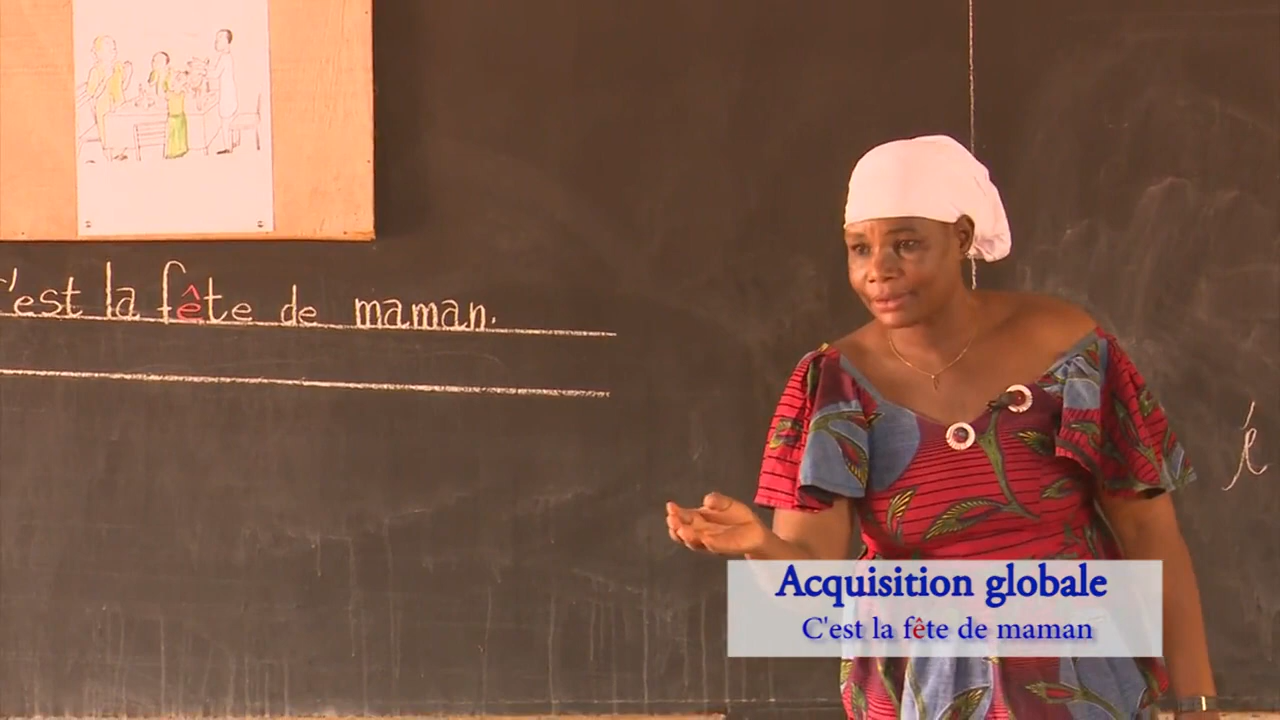 'est la fête de maman.
é
Acquisition globale
C'est la fête de maman